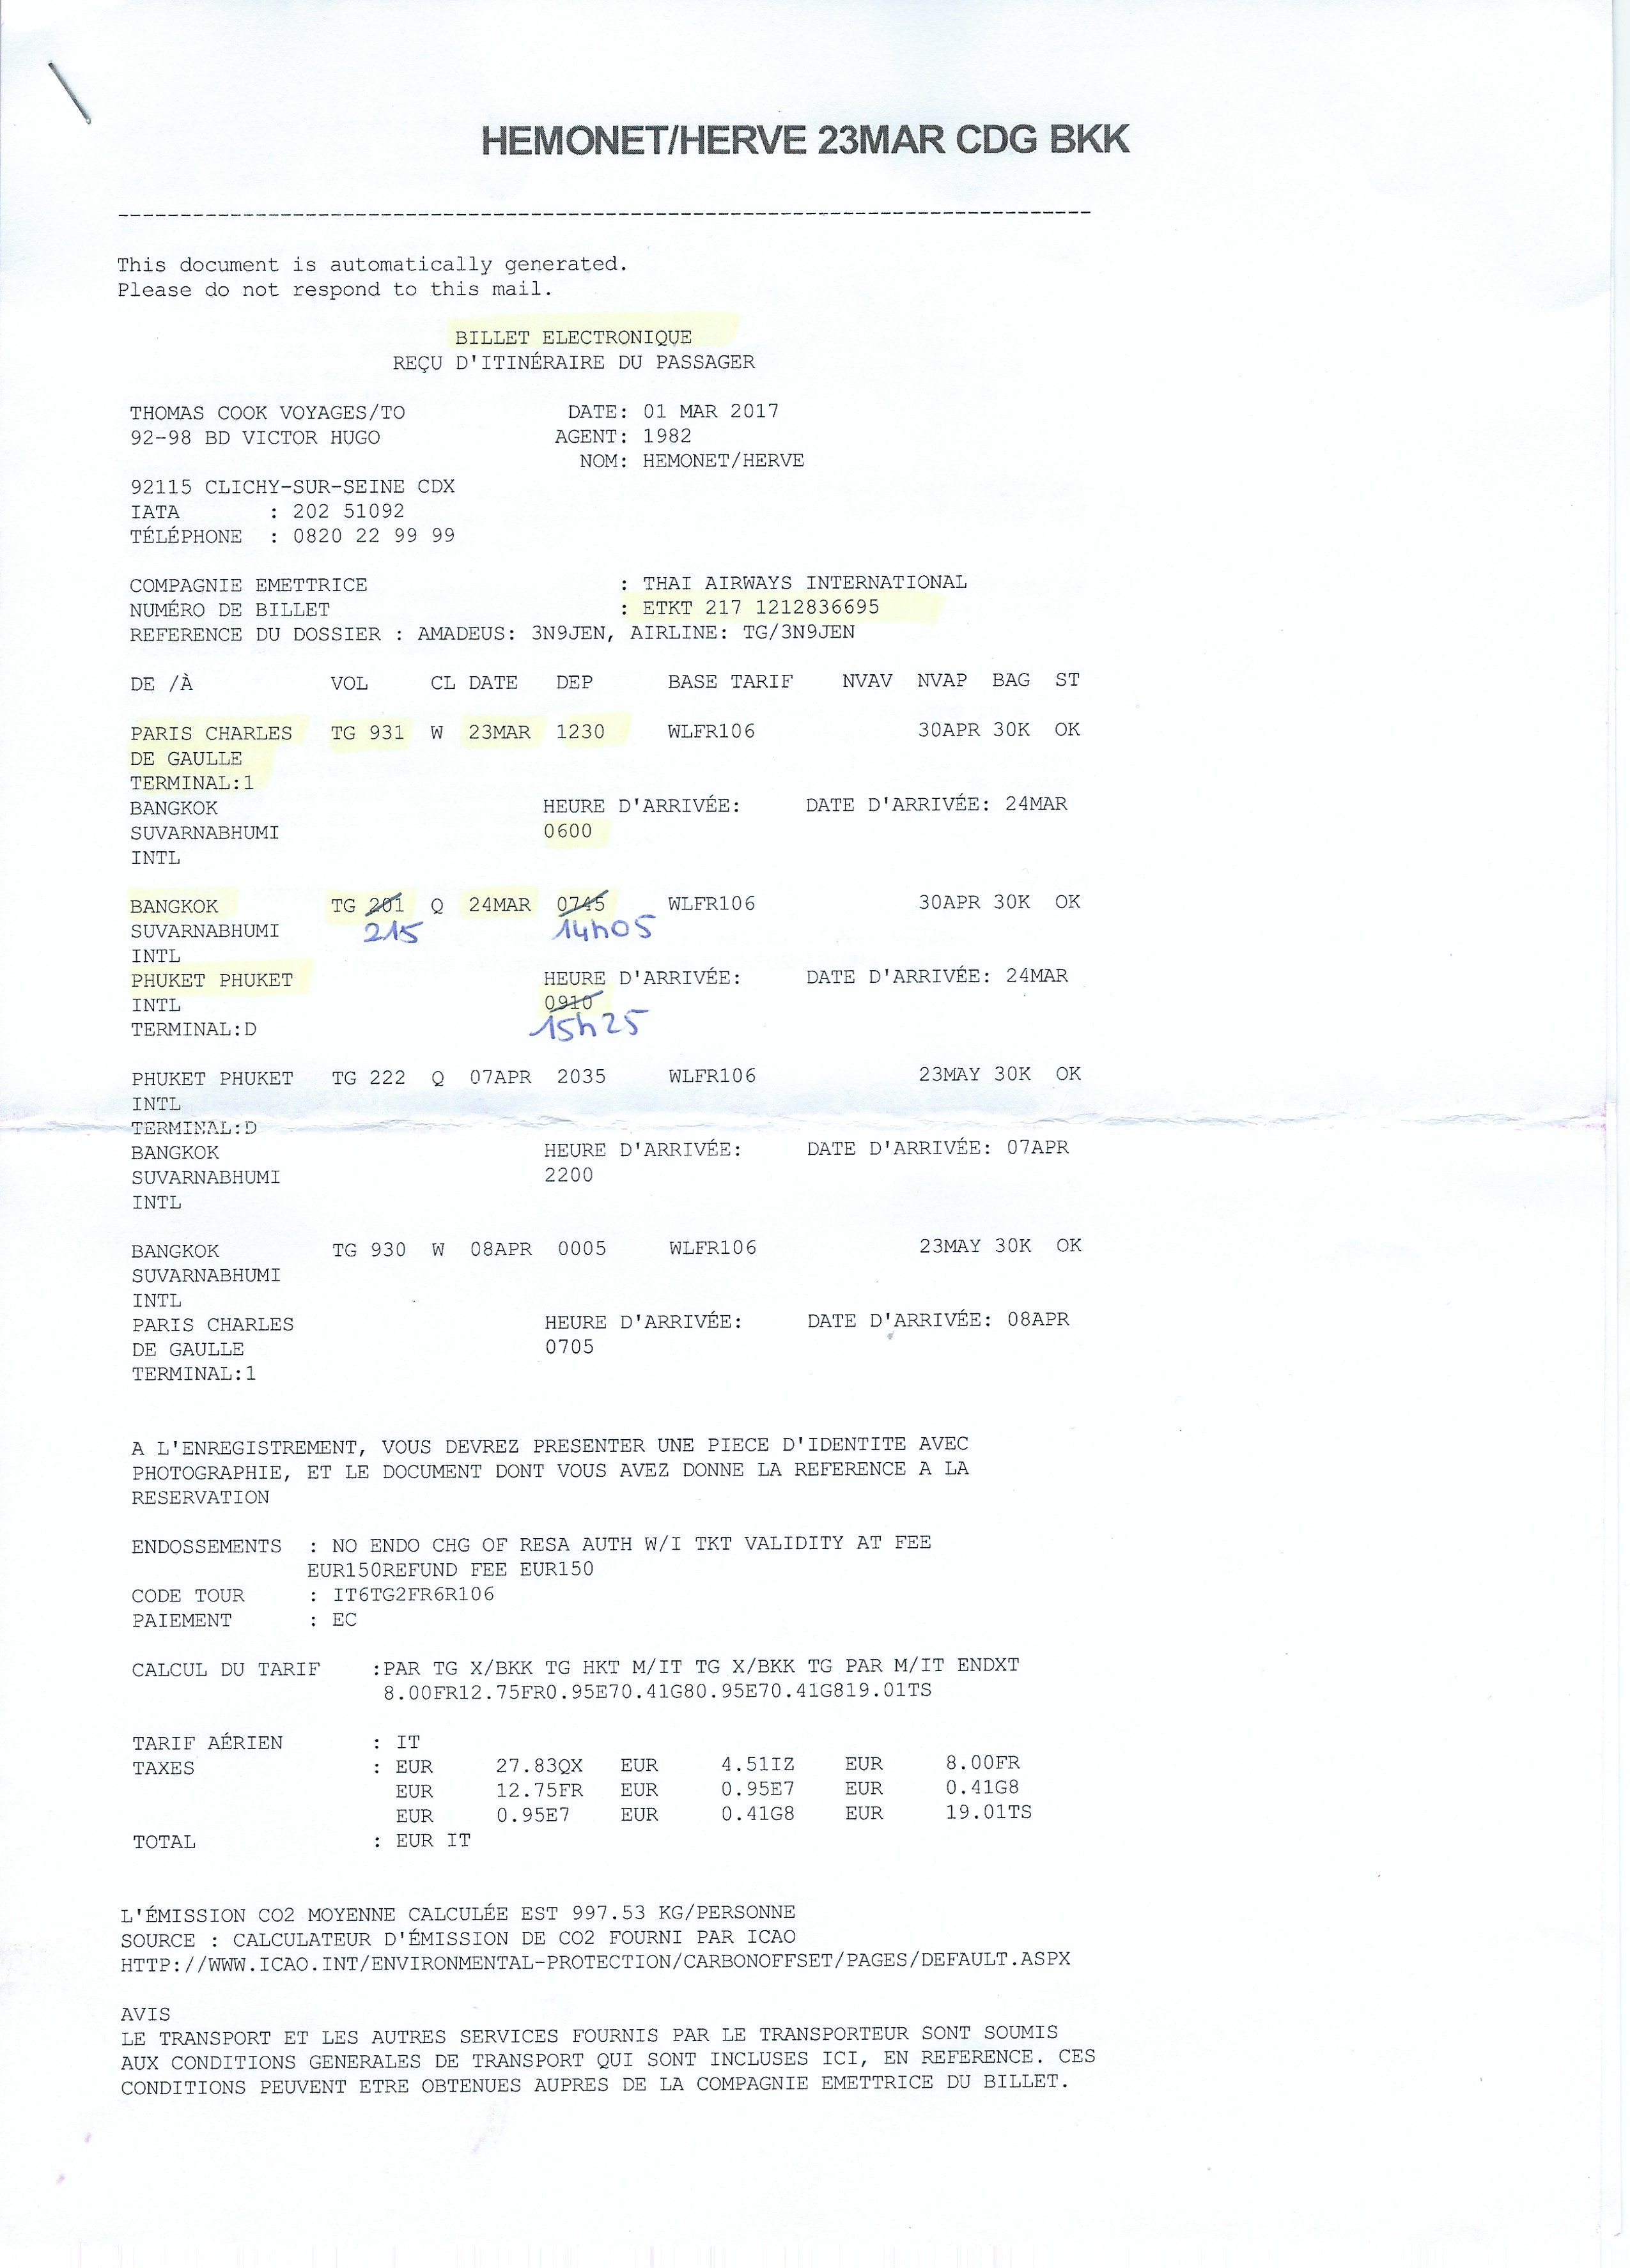 HEMONET/HERVE 23MAR CDG BKK
------------------------------------------------------------------------------
This document is automatically generated.
Please do not respond to this mail.
BILLET ELECTRONIQUE
REÇU D'ITINÉRAIRE DU PASSAGER
THOMAS COOK VOYAGES/TO DATE: 01 MAR 2017
92-98 BD VICTOR HUGO AGENT: 1982
NOM: HEMONET/HERVE
92115 CLICHY-SUR-SEINE CDX
IATA : 202 51092
TÉLÉPHONE : 0820 22 99 99
COMPAGNIE EMETTRICE : THAI AIRWAYS INTERNATIONAL
NUMÉRO DE BILLET : ETKT 217 1212836695
REFERENCE DU DOSSIER : AMADEUS: 3N9JEN, AIRLINE: TG/3N9JEN
DE /À VOL CL DATE DEP BASE TARIF NVAV NVAP BAG ST
PARIS CHARLES TG 931 W 23MAR 1230 WLFR106 30APR 30K OK
DE GAULLE
TERMINAL:1
BANGKOK HEURE D'ARRIVÉE: DATE D'ARRIVÉE: 24MAR
SUVARNABHUMI 0600
INTL
BANGKOK TG 201 Q 24MAR 0745 WLFR106 30APR 30K OK
SUVARNABHUMI 215 14h05
INTL
PHUKET PHUKET HEURE D'ARRIVÉE: DATE D'ARRIVÉE: 24MAR
INTL 0910
TERMINAL:D 15h25
PHUKET PHUKET TG 222 Q 07APR 2035 WLFR106 23MAY 30K OK
INTL
TERMINAL:D
BANGKOK HEURE D'ARRIVÉE: DATE D'ARRIVÉE: 07APR
SUVARNABHUMI 2200
INTL
BANGKOK TG 930 W 08APR 0005 WLFR106 23MAY 30K OK
SUVARNABHUMI
INTL
PARIS CHARLES HEURE D'ARRIVÉE: DATE D'ARRIVÉE: 08APR
DE GAULLE 0705
TERMINAL:1
A L'ENREGISTREMENT, VOUS DEVREZ PRESENTER UNE PIECE D'IDENTITE AVEC
PHOTOGRAPHIE, ET LE DOCUMENT DONT VOUS AVEZ DONNE LA REFERENCE A LA
RESERVATION
ENDOSSEMENTS : NO ENDO CHG OF RESA AUTH W/I TKT VALIDITY AT FEE
EUR150REFUND FEE EUR150
CODE TOUR : IT6TG2FR6R106
PAIEMENT : EC
CALCUL DU TARIF :PAR TG X/BKK TG HKT M/IT TG X/BKK TG PAR M/IT ENDXT
8.00FR12.75FR0.95E70.41G80.95E70.41G819.01TS
TARIF AÉRIEN : IT
TAXES : EUR 27.83QX EUR 4.51IZ EUR 8.00FR
EUR 12.75FR EUR 0.95E7 EUR 0.41G8
EUR 0.95E7 EUR 0.41G8 EUR 19.01TS
TOTAL : EUR IT
L'ÉMISSION CO2 MOYENNE CALCULÉE EST 997.53 KG/PERSONNE
SOURCE : CALCULATEUR D'ÉMISSION DE CO2 FOURNI PAR ICAO
HTTP://WWW.ICAO.INT/ENVIRONMENTAL-PROTECTION/CARBONOFFSET/PAGES/DEFAULT.ASPX
AVIS
LE TRANSPORT ET LES AUTRES SERVICES FOURNIS PAR LE TRANSPORTEUR SONT SOUMIS
AUX CONDITIONS GENERALES DE TRANSPORT QUI SONT INCLUSES ICI, EN REFERENCE. CES
CONDITIONS PEUVENT ETRE OBTENUES AUPRES DE LA COMPAGNIE EMETTRICE DU BILLET.